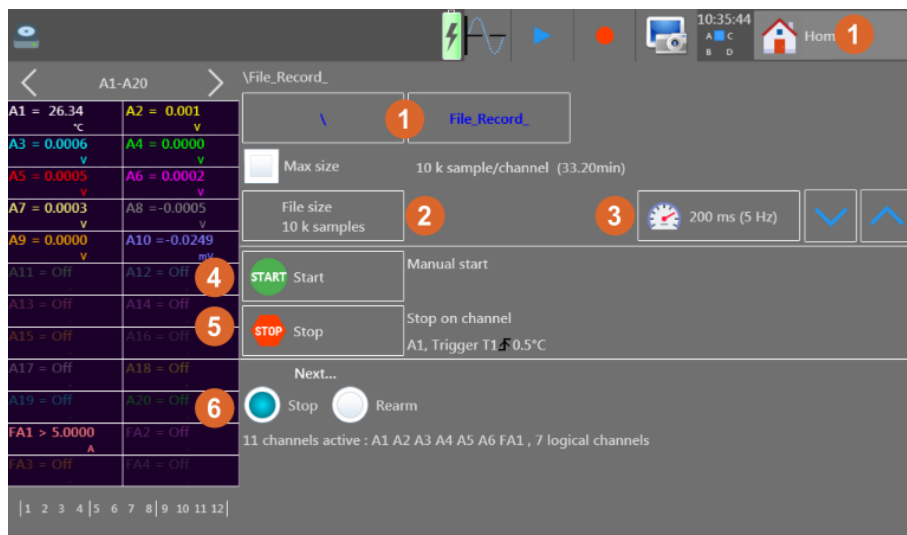 10:35:44
A C
B D
Hom 1
A1-A20
\File_Record_
A1 = 26.34 °C
A2 = 0.001 V
\ 1 File_Record_
A3 = 0.0006 V
A4 = 0.0000 V
Max size 10 k sample/channel (33.20min)
A5 = 0.0005 V
A6 = 0.0002 V
A7 = 0.0003 V
A8 =-0.0005 V
File size
10 k samples
2
3
200 ms (5 Hz)
A9 = 0.0000 V
A10 =-0.0249 mV
A11 = Off
A12 = Off
4
START Start
Manual start
A13 = Off
A14 = Off
A15 = Off
A16 = Off
5
STOP Stop
Stop on channel
A1, Trigger T1 0.5°C
A17 = Off
A18 = Off
Next...
A19 = Off
A20 = Off
6
Stop Rearm
FA1 > 5.0000 A
FA2 = Off
11 channels active : A1 A2 A3 A4 A5 A6 FA1 , 7 logical channels
FA3 = Off
FA4 = Off
|1 2 3 4|5 6 7 8|9 10 11 12|